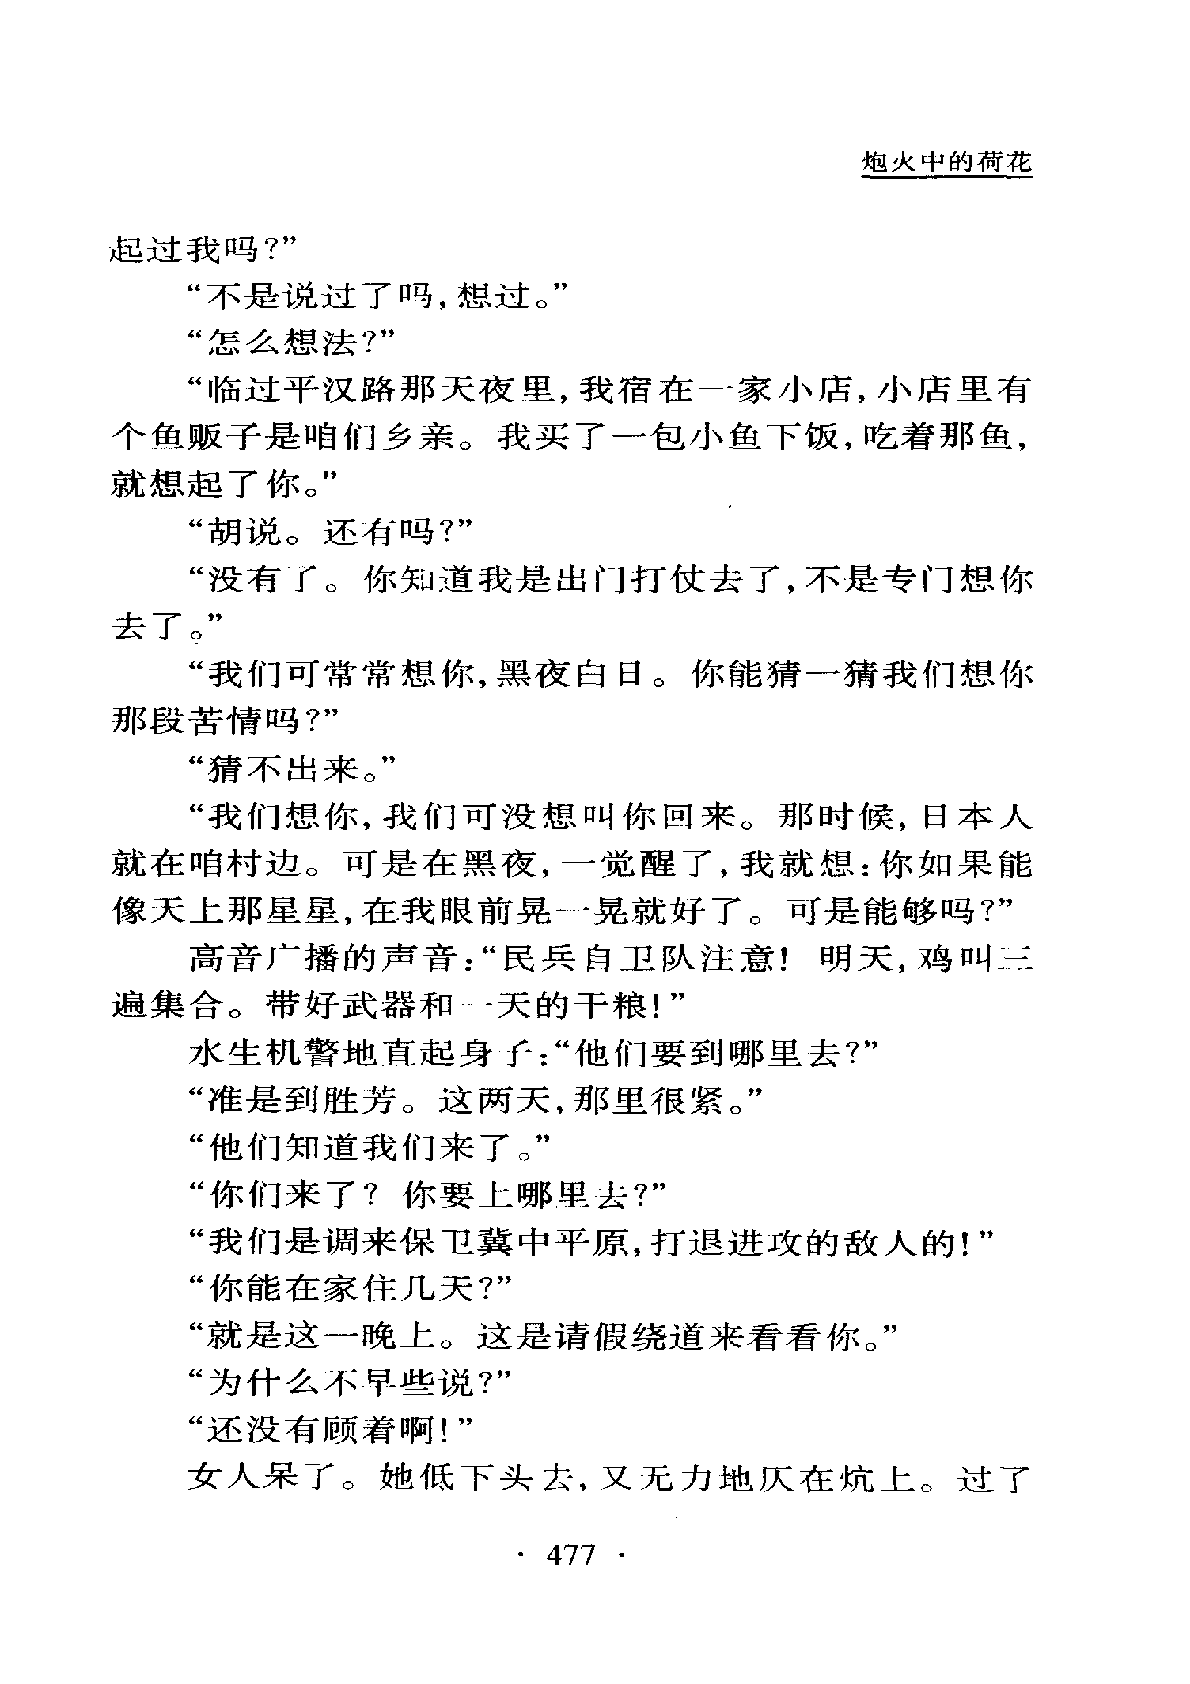 炮火中的荷花
起过我吗?”
“不是说过了吗,想过。”
“怎么想法?”
“临过平汉路那天夜里,我宿在一家小店,小店里有
个鱼贩子是咱们乡亲。我买了一包小鱼下饭,吃着那鱼,
就想起了你。”
“胡说。还有吗?”
“没有了。你知道我是出门打仗去了,不是专门想你
去了。”
“我们可常常想你,黑夜白日。你能猜一猜我们想你
那段苦情吗?”
“猜不出来。”
“我们想你,我们可没想叫你回来。那时候,日本人
就在咱村边。可是在黑夜,一觉醒了,我就想:你如果能
像天上那星星,在我眼前晃一晃就好了。可是能够吗?”
高音广播的声音:“民兵自卫队注意! 明天,鸡叫三
遍集合。带好武器和一天的干粮!”
水生机警地直起身子:“他们要到哪里去?”
“准是到胜芳。这两天,那里很紧。”
“他们知道我们来了。”
“你们来了? 你要上哪里去?”
“我们是调来保卫冀中平原,打退进攻的敌人的!”
“你能在家住几天?”
“就是这一晚上。这是请假绕道来看看你。”
“为什么不早些说?”
“还没有顾着啊!”
女人呆了。她低下头去,又无力地仄在炕上。过了
· 477 ·